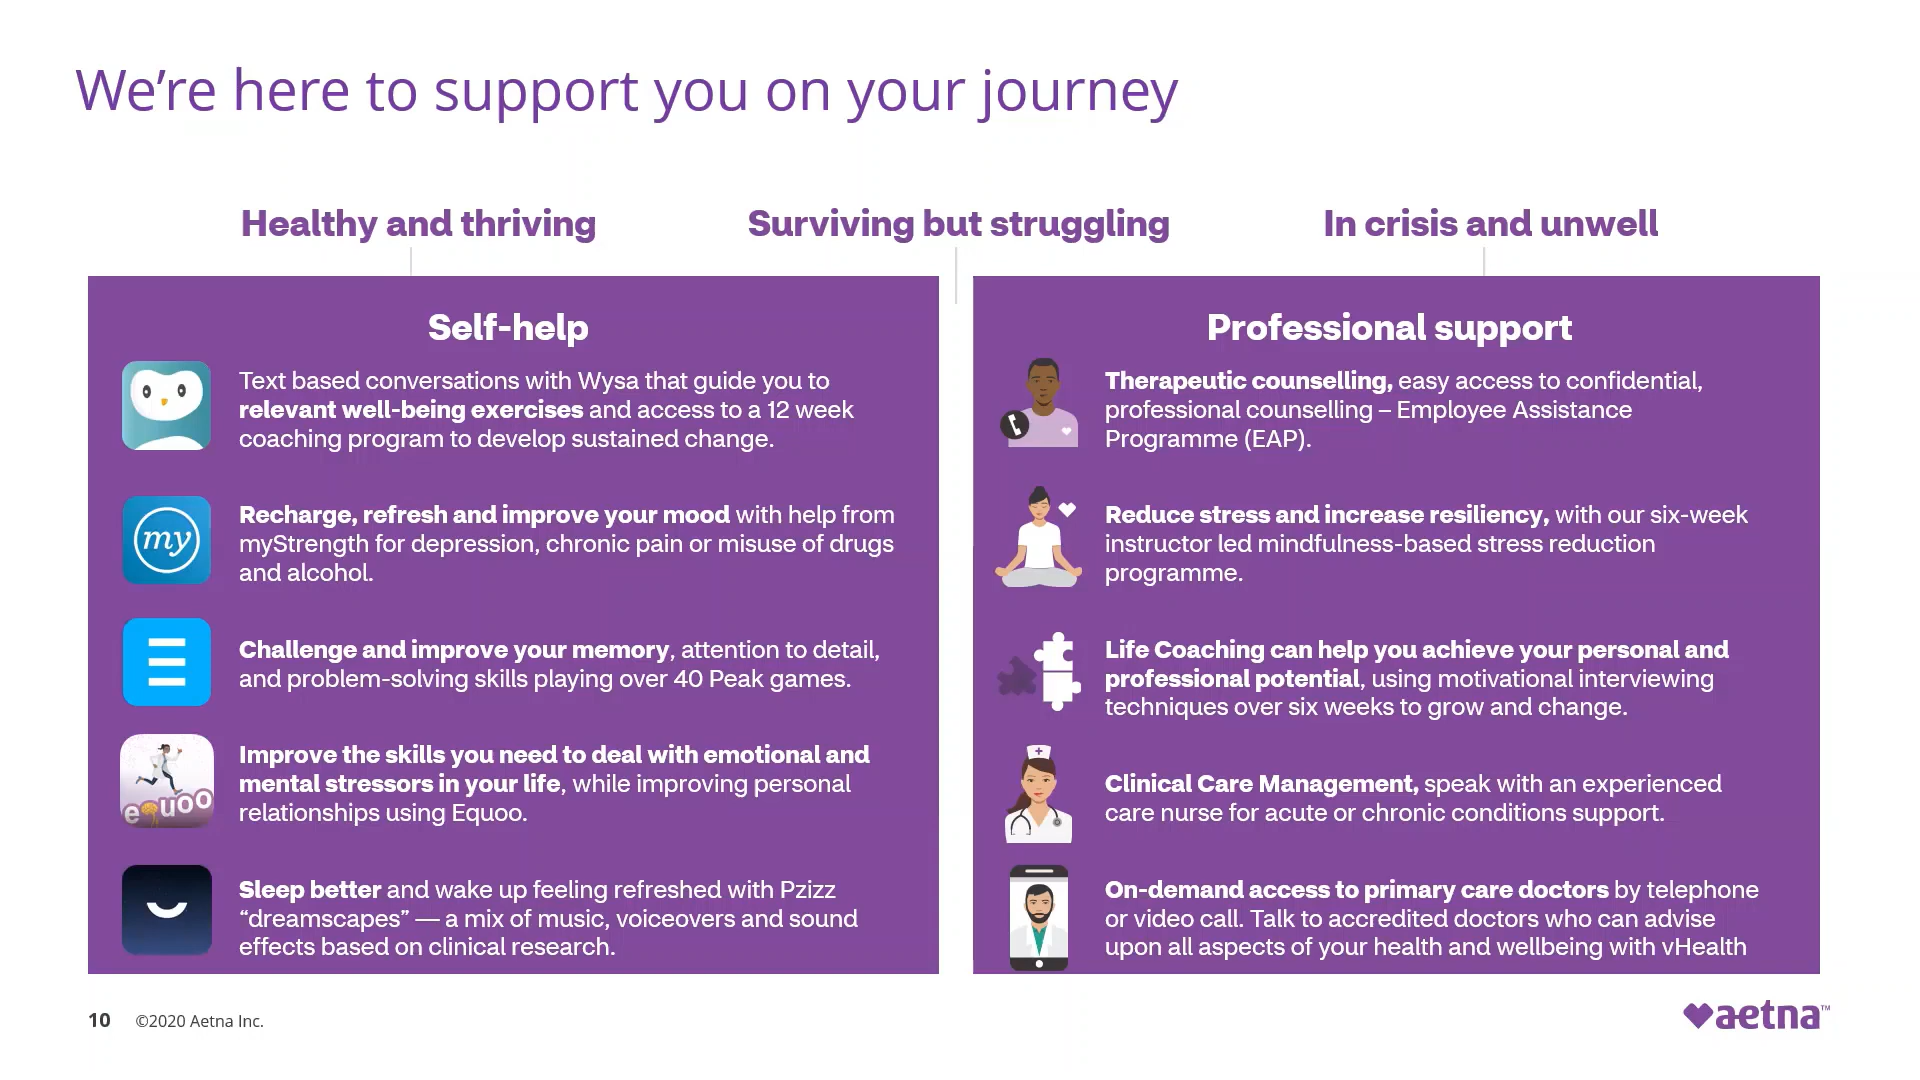 We’re here to support you on your journey
Healthy and thriving
Surviving but struggling
In crisis and unwell
Self-help
Text based conversations with Wysa that guide you to
relevant well-being exercises and access to a 12 week
coaching program to develop sustained change.
my
Recharge, refresh and improve your mood with help from
myStrength for depression, chronic pain or misuse of drugs
and alcohol.
Challenge and improve your memory, attention to detail,
and problem-solving skills playing over 40 Peak games.
equoo
Improve the skills you need to deal with emotional and
mental stressors in your life, while improving personal
relationships using Equoo.
Sleep better and wake up feeling refreshed with Pzizz
“dreamscapes” — a mix of music, voiceovers and sound
effects based on clinical research.
Professional support
Therapeutic counselling, easy access to confidential,
professional counselling – Employee Assistance
Programme (EAP).
Reduce stress and increase resiliency, with our six-week
instructor led mindfulness-based stress reduction
programme.
Life Coaching can help you achieve your personal and
professional potential, using motivational interviewing
techniques over six weeks to grow and change.
Clinical Care Management, speak with an experienced
care nurse for acute or chronic conditions support.
On-demand access to primary care doctors by telephone
or video call. Talk to accredited doctors who can advise
upon all aspects of your health and wellbeing with vHealth
10 ©2020 Aetna Inc.
aetna™